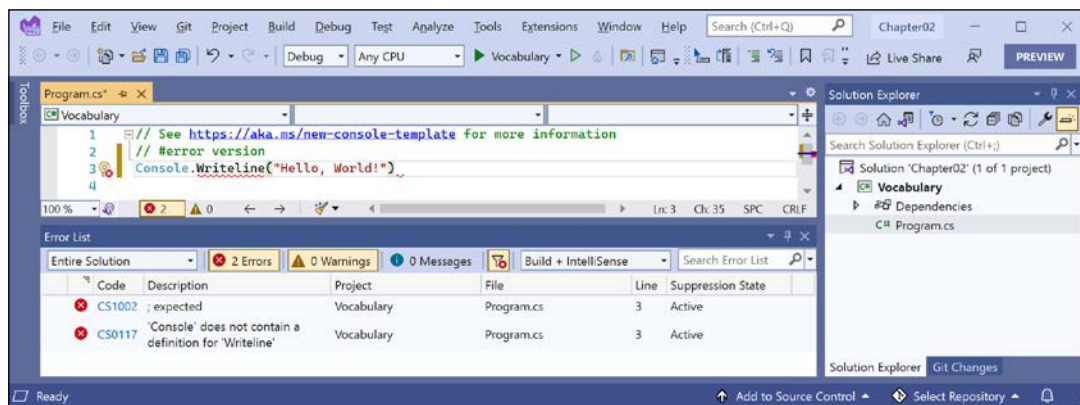 File Edit View Git Project Build Debug Test Analyze Tools Extensions Window Help Search (Ctrl+Q) Chapter02
Debug Any CPU Vocabulary Live Share PREVIEW
Toolbox
Program.cs*
Vocabulary
1 // See https://aka.ms/new-console-template for more information
2 // #error version
3 Console.Writeline("Hello, World!")
4
100 % 2 0 Ln: 3 Ch: 35 SPC CRLF
Error List
Entire Solution 2 Errors 0 Warnings 0 Messages Build + IntelliSense Search Error List
Code Description Project File Line Suppression State
CS1002 ; expected Vocabulary Program.cs 3 Active
CS0117 'Console' does not contain a definition for 'Writeline' Vocabulary Program.cs 3 Active
Solution Explorer
Search Solution Explorer (Ctrl+;)
Solution 'Chapter02' (1 of 1 project)
Vocabulary
Dependencies
C# Program.cs
Solution Explorer Git Changes
Ready Add to Source Control Select Repository